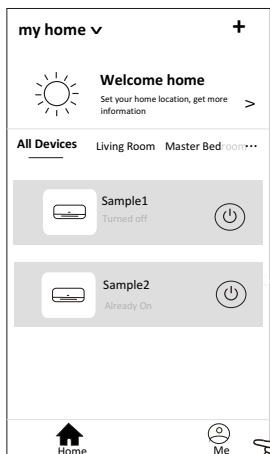 my home
Welcome home
Set your home location, get more
information
All Devices Living Room Master Bedroom
Sample1
Turned off
Sample2
Already On
Home Me